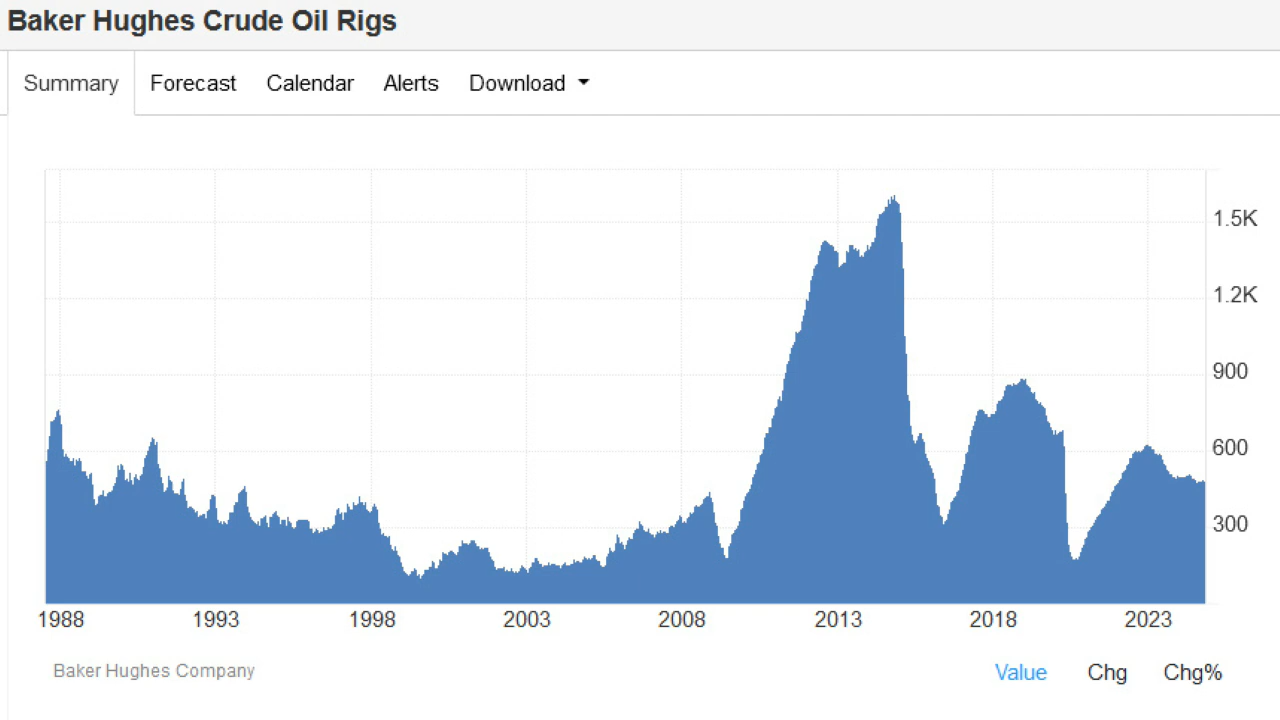 Baker Hughes Crude Oil Rigs
Summary Forecast Calendar Alerts Download
1.5K
1.2K
900
600
300
1988 1993 1998 2003 2008 2013 2018 2023
Baker Hughes Company Value Chg Chg%